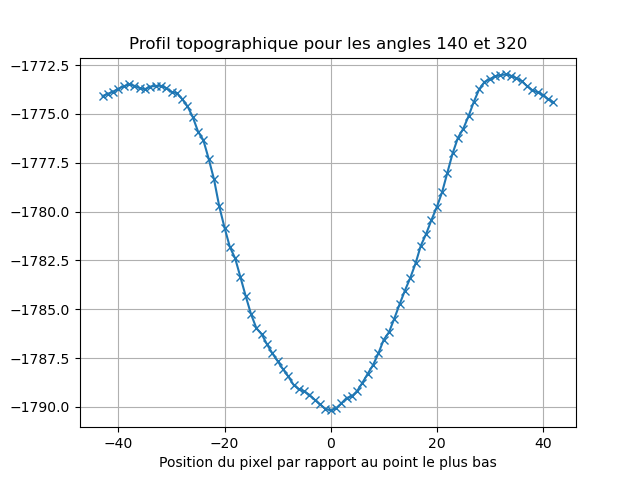 Profil topographique pour les angles 140 et 320
−1772.5
−1775.0
−1777.5
−1780.0
−1782.5
−1785.0
−1787.5
−1790.0
−40 −20 0 20 40
Position du pixel par rapport au point le plus bas